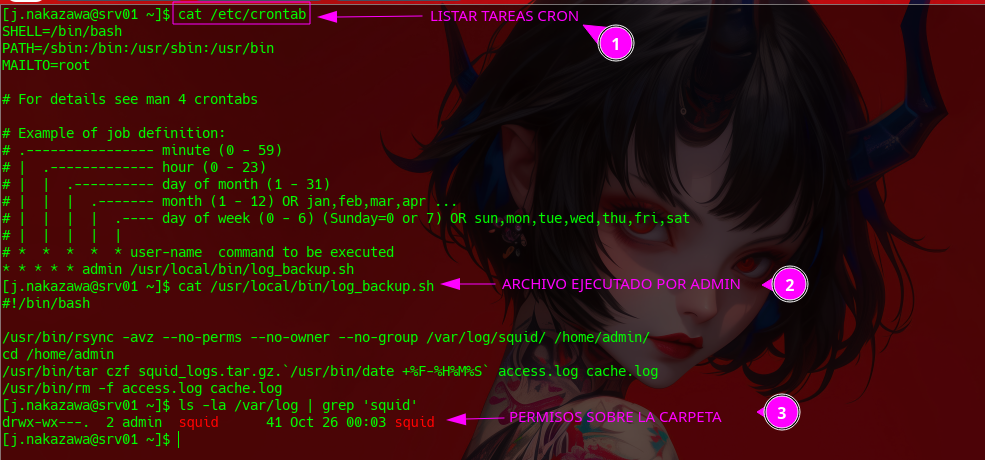 [j.nakazawa@srv01 ~]$ cat /etc/crontab LISTAR TAREAS CRON
1
SHELL=/bin/bash
PATH=/sbin:/bin:/usr/sbin:/usr/bin
MAILTO=root
# For details see man 4 crontabs
# Example of job definition:
# .---------------- minute (0 - 59)
# | .------------- hour (0 - 23)
# | | .---------- day of month (1 - 31)
# | | | .------- month (1 - 12) OR jan,feb,mar,apr ...
# | | | | .---- day of week (0 - 6) (Sunday=0 or 7) OR sun,mon,tue,wed,thu,fri,sat
# | | | | |
# * * * * * user-name command to be executed
* * * * * admin /usr/local/bin/log_backup.sh
[j.nakazawa@srv01 ~]$ cat /usr/local/bin/log_backup.sh ARCHIVO EJECUTADO POR ADMIN 2
#!/bin/bash
/usr/bin/rsync -avz --no-perms --no-owner --no-group /var/log/squid/ /home/admin/
cd /home/admin
/usr/bin/tar czf squid_logs.tar.gz.`/usr/bin/date +%F-%H%M%S` access.log cache.log
/usr/bin/rm -f access.log cache.log
[j.nakazawa@srv01 ~]$ ls -la /var/log | grep 'squid'
drwx-wx---. 2 admin squid 41 Oct 26 00:03 squid PERMISOS SOBRE LA CARPETA 3
[j.nakazawa@srv01 ~]$